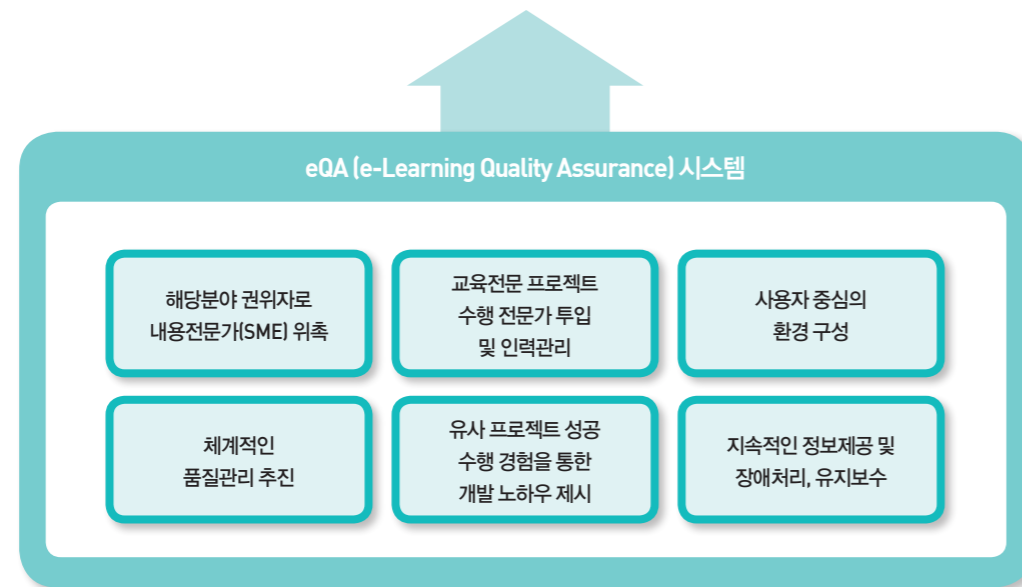 eQA (e-Learning Quality Assurance) 시스템
해당분야 권위자로
내용전문가(SME) 위촉
교육전문 프로젝트
수행 전문가 투입
및 인력관리
사용자 중심의
환경 구성
체계적인
품질관리 추진
유사 프로젝트 성공
수행 경험을 통한
개발 노하우 제시
지속적인 정보제공 및
장애처리, 유지보수